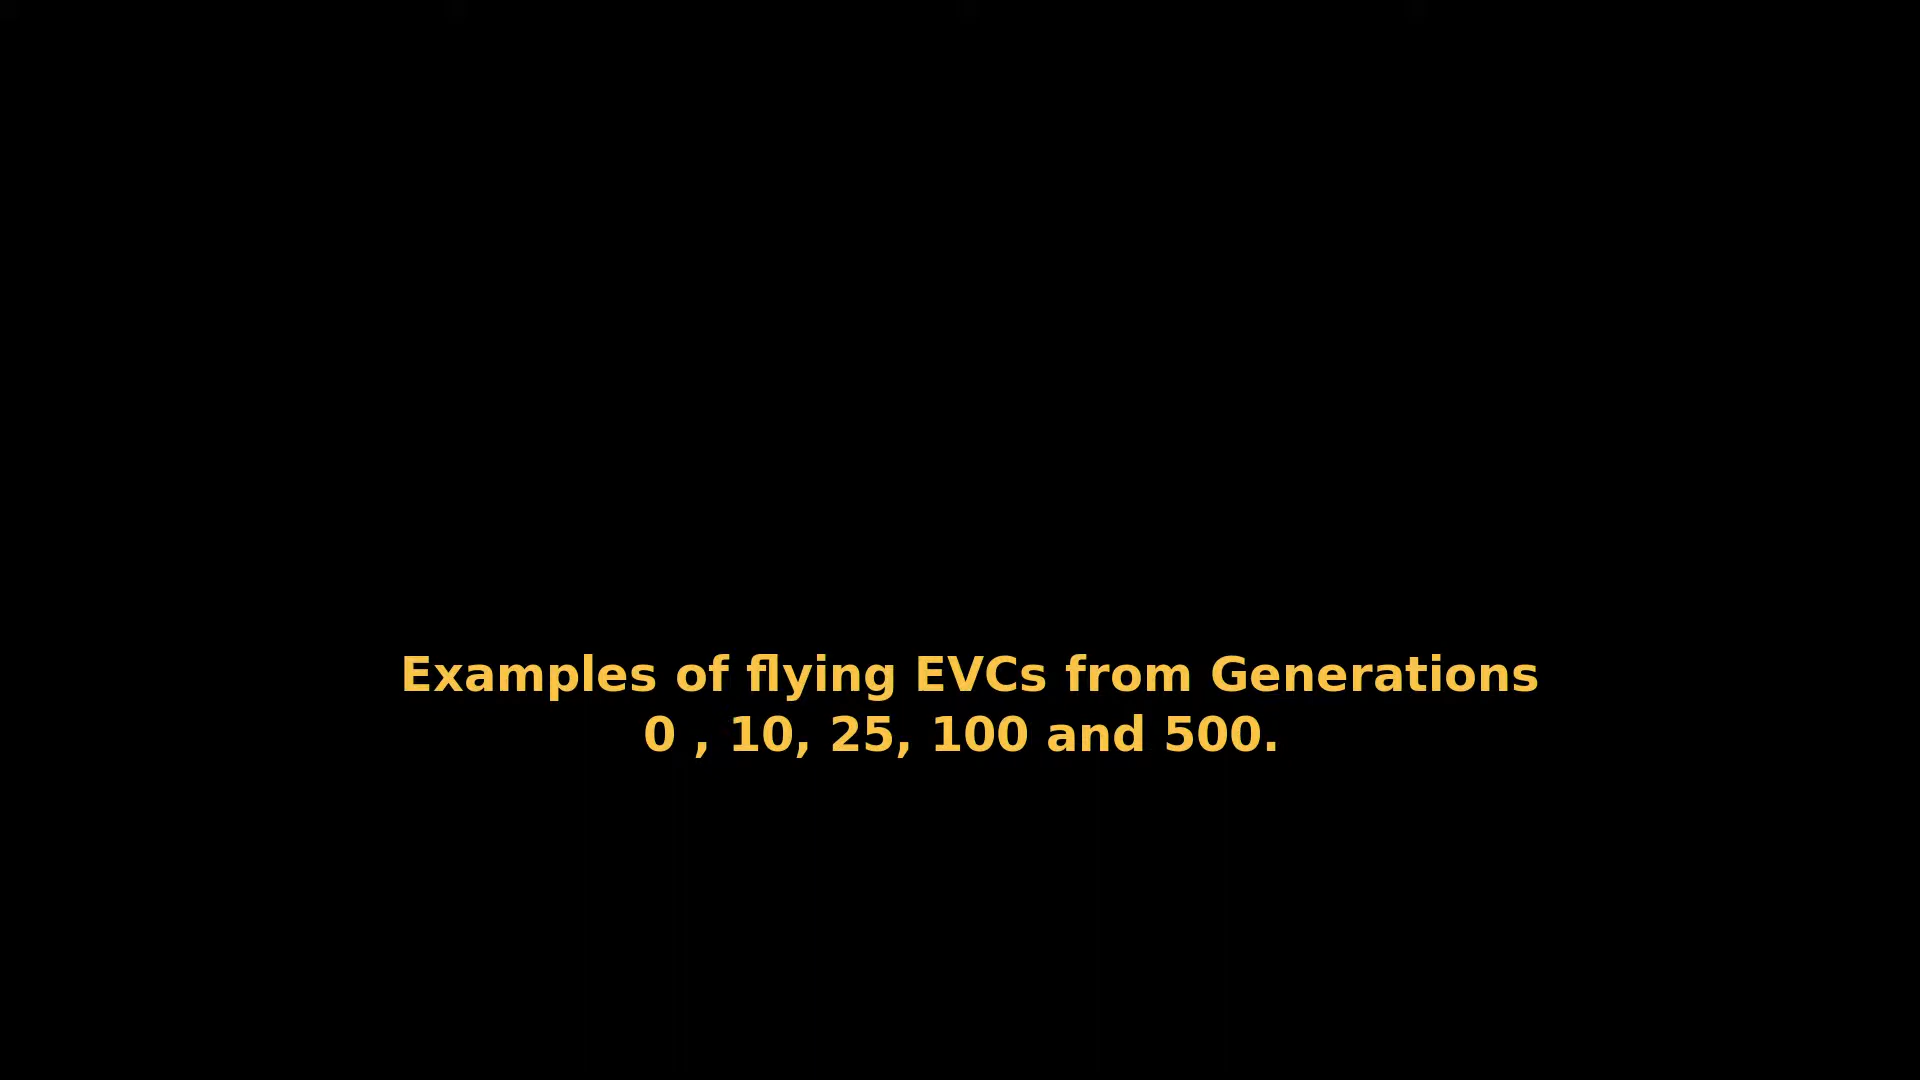 Examples of flying EVCs from Generations
0 , 10, 25, 100 and 500.